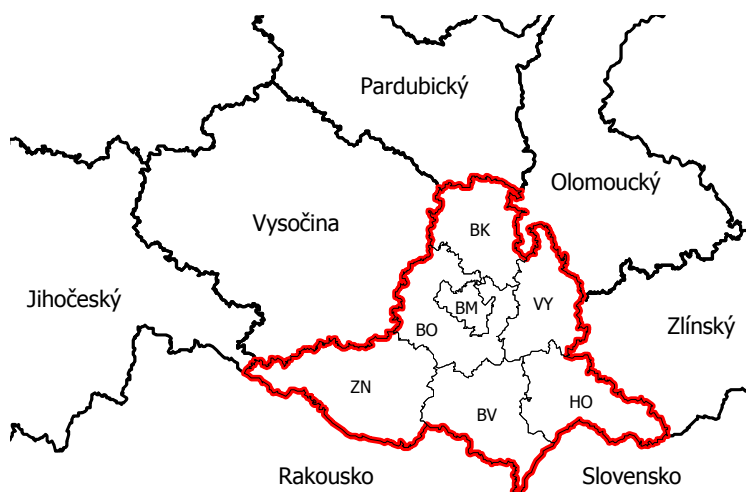 Pardubický
Olomoucký
Vysočina
BK
Jihočeský
BM
VY
BO
Zlínský
ZN
HO
BV
Rakousko
Slovensko